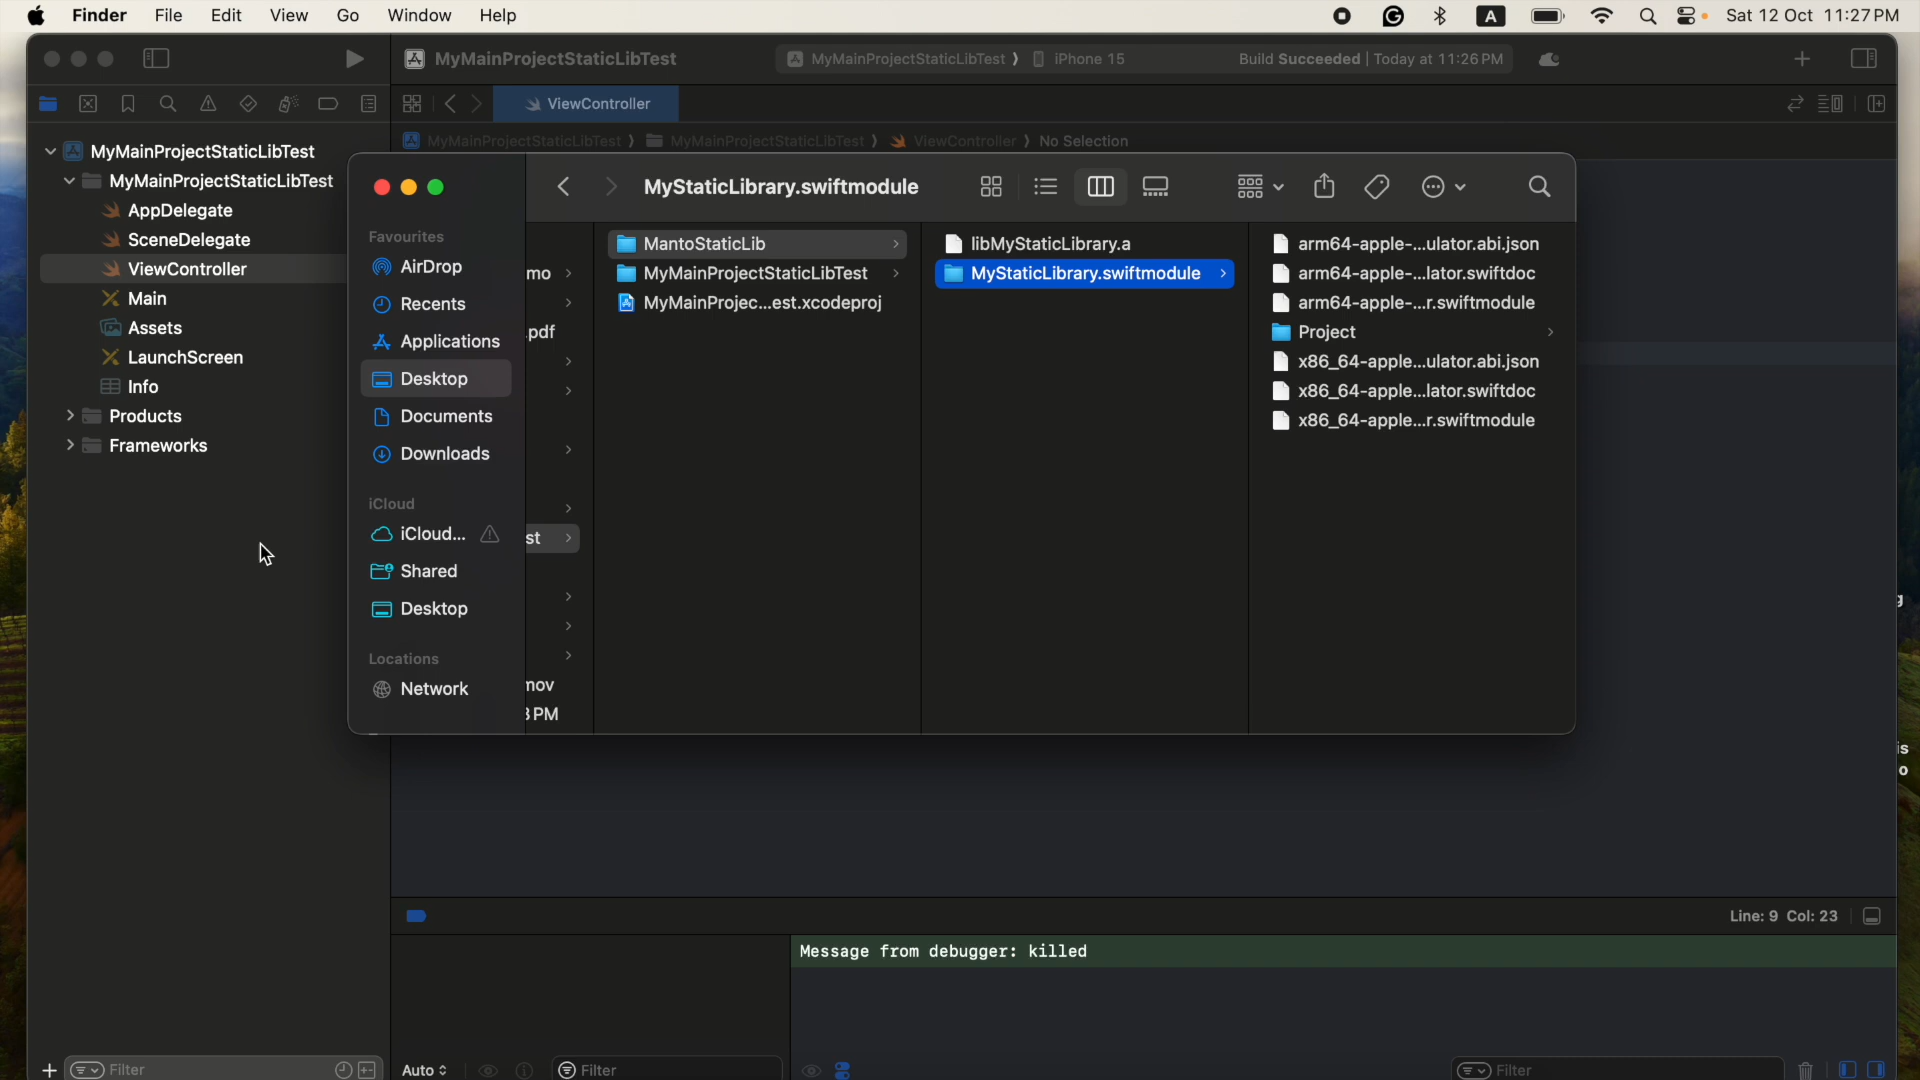 Finder File Edit View Go Window Help
A Sat 12 Oct 11:27 PM
MyMainProjectStaticLibTest
MyMainProjectStaticLibTest ⟩ iPhone 15
Build Succeeded | Today at 11:26 PM
ViewController
MyMainProjectStaticLibTest ⟩ MyMainProjectStaticLibTest ⟩ ViewController ⟩ No Selection
MyMainProjectStaticLibTest
MyMainProjectStaticLibTest
AppDelegate
SceneDelegate
ViewController
Main
Assets
LaunchScreen
Info
Products
Frameworks
MyStaticLibrary.swiftmodule
Favourites
AirDrop
Recents
Applications
Desktop
Documents
Downloads
iCloud
iCloud...
Shared
Desktop
Locations
Network
mo
.pdf
st
nov
3 PM
MantoStaticLib
MyMainProjectStaticLibTest
MyMainProjec...est.xcodeproj
libMyStaticLibrary.a
MyStaticLibrary.swiftmodule
arm64-apple-...ulator.abi.json
arm64-apple-...lator.swiftdoc
arm64-apple-...r.swiftmodule
Project
x86_64-apple...ulator.abi.json
x86_64-apple...lator.swiftdoc
x86_64-apple...r.swiftmodule
g
is
o
Line: 9 Col: 23
Message from debugger: killed
Filter
Auto
Filter
Filter